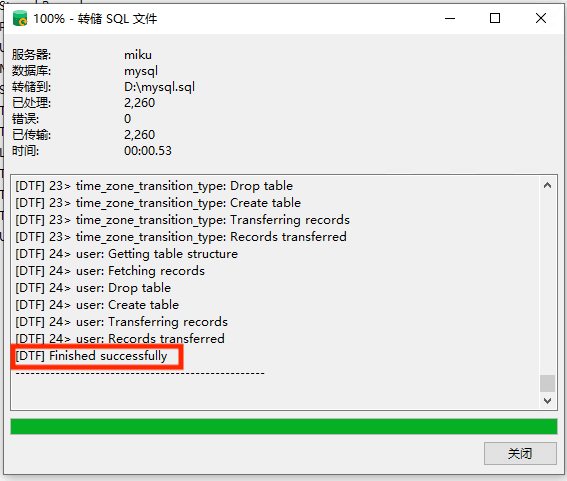 100% - 转储 SQL 文件
服务器: miku
数据库: mysql
转储到: D:\mysql.sql
已处理: 2,260
错误: 0
已传输: 2,260
时间: 00:00.53
[DTF] 23> time_zone_transition_type: Drop table
[DTF] 23> time_zone_transition_type: Create table
[DTF] 23> time_zone_transition_type: Transferring records
[DTF] 23> time_zone_transition_type: Records transferred
[DTF] 24> user: Getting table structure
[DTF] 24> user: Fetching records
[DTF] 24> user: Drop table
[DTF] 24> user: Create table
[DTF] 24> user: Transferring records
[DTF] 24> user: Records transferred
[DTF] Finished successfully
--------------------------------------------------
关闭